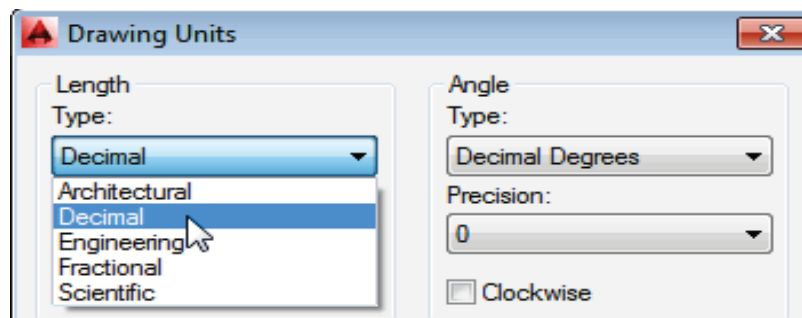 Drawing Units
Length
Type:
Decimal
Architectural
Decimal
Engineering
Fractional
Scientific
Angle
Type:
Decimal Degrees
Precision:
0
Clockwise